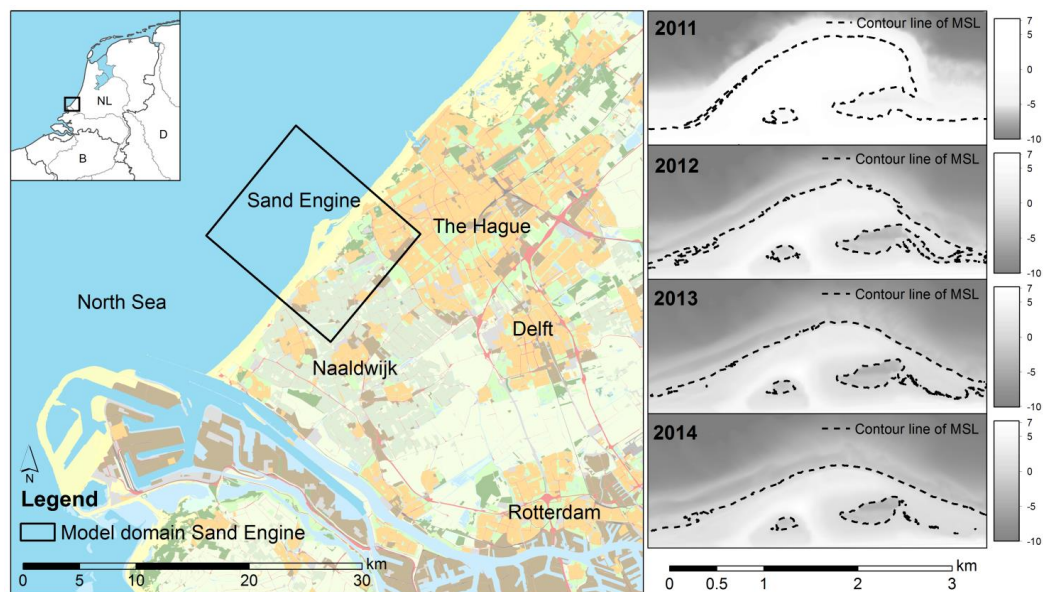 NL
D
B
Sand Engine
The Hague
North Sea
Delft
Naaldwijk
Rotterdam
N
Legend
Model domain Sand Engine
km
0 5 10 20 30
2011
Contour line of MSL
7
5
0
-5
-10
2012
Contour line of MSL
7
5
0
-5
-10
2013
Contour line of MSL
7
5
0
-5
-10
2014
Contour line of MSL
7
5
0
-5
-10
km
0 0.5 1 2 3